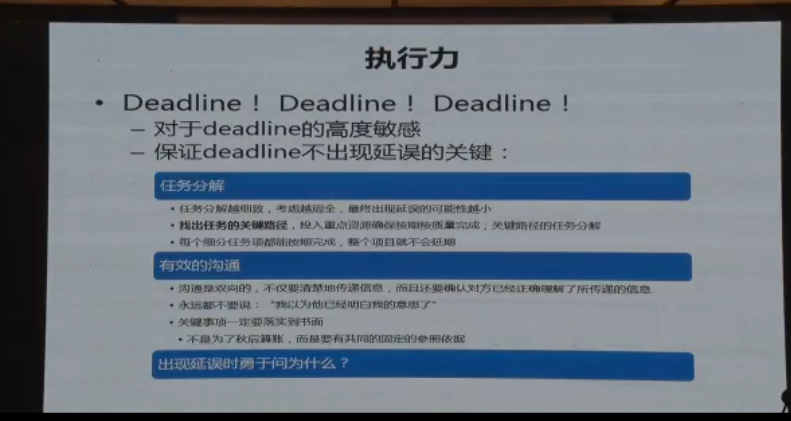 执行力
• Deadline！ Deadline！ Deadline！
– 对于deadline的高度敏感
– 保证deadline不出现延误的关键：
任务分解
• 任务分解越细致，考虑越周全，最终出现延误的可能性越小
• 找出任务的关键路径，投入重点资源确保按期按质量完成；关键路径的任务分解
• 每个细分任务项都能按期完成，整个项目就不会延期
有效的沟通
• 沟通是双向的，不仅要清楚地传递信息，而且还要确认对方已经正确理解了所传递的信息
• 永远都不要说：“我以为他已经明白我的意思了”
• 关键事项一定要落实到书面
• 不是为了秋后算账，而是要有共同的固定的参照依据
出现延误时勇于问为什么？